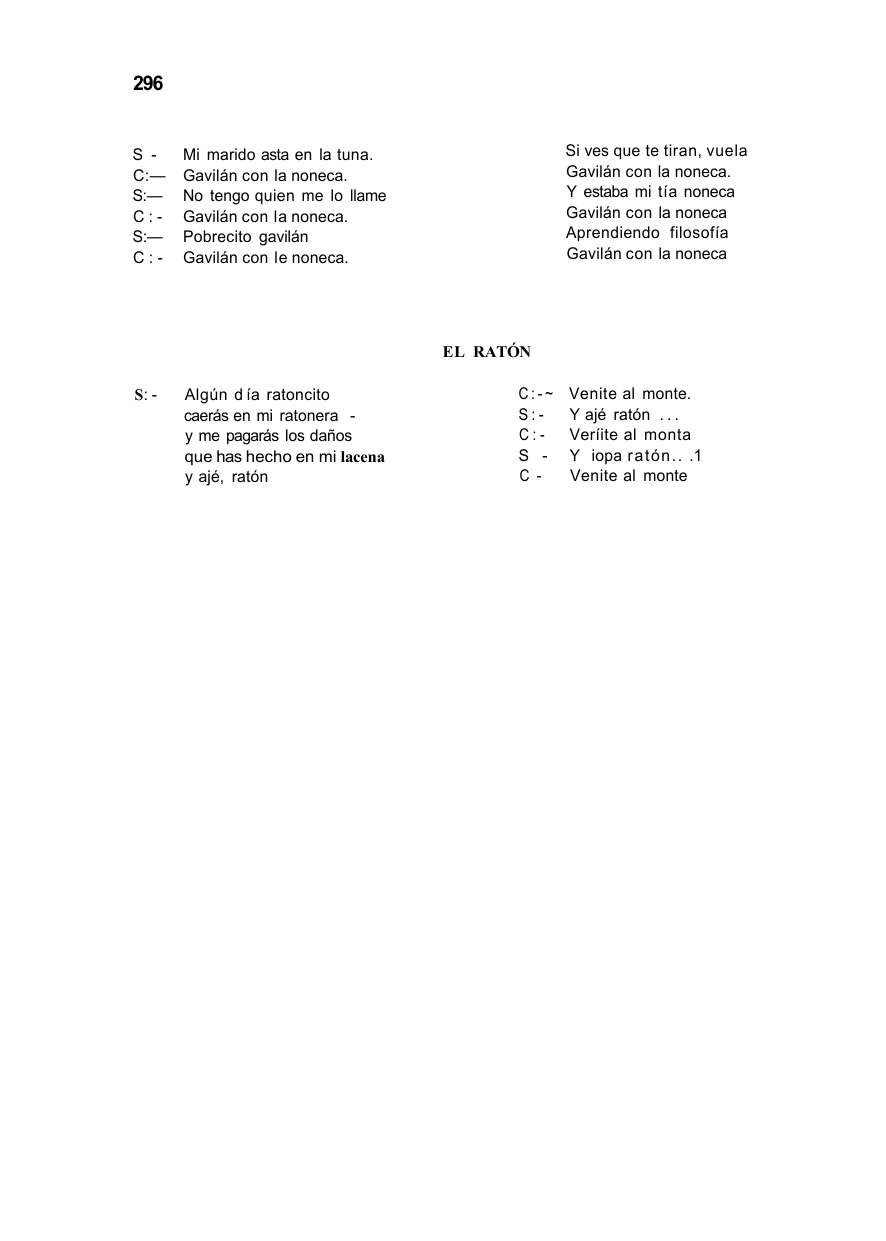 296
S - Mi marido asta en la tuna.
C:— Gavilán con la noneca.
S:— No tengo quien me lo llame
C : - Gavilán con la noneca.
S:— Pobrecito gavilán
C : - Gavilán con le noneca.
Si ves que te tiran, vuela
Gavilán con la noneca.
Y estaba mi tía noneca
Gavilán con la noneca
Aprendiendo filosofía
Gavilán con la noneca
EL RATÓN
S: - Algún d ía ratoncito
caerás en mi ratonera -
y me pagarás los daños
que has hecho en mi lacena
y ajé, ratón
C : - ~ Venite al monte.
S : - Y ajé ratón . . .
C : - Veríite al monta
S - Y iopa ratón . . .1
C - Venite al monte